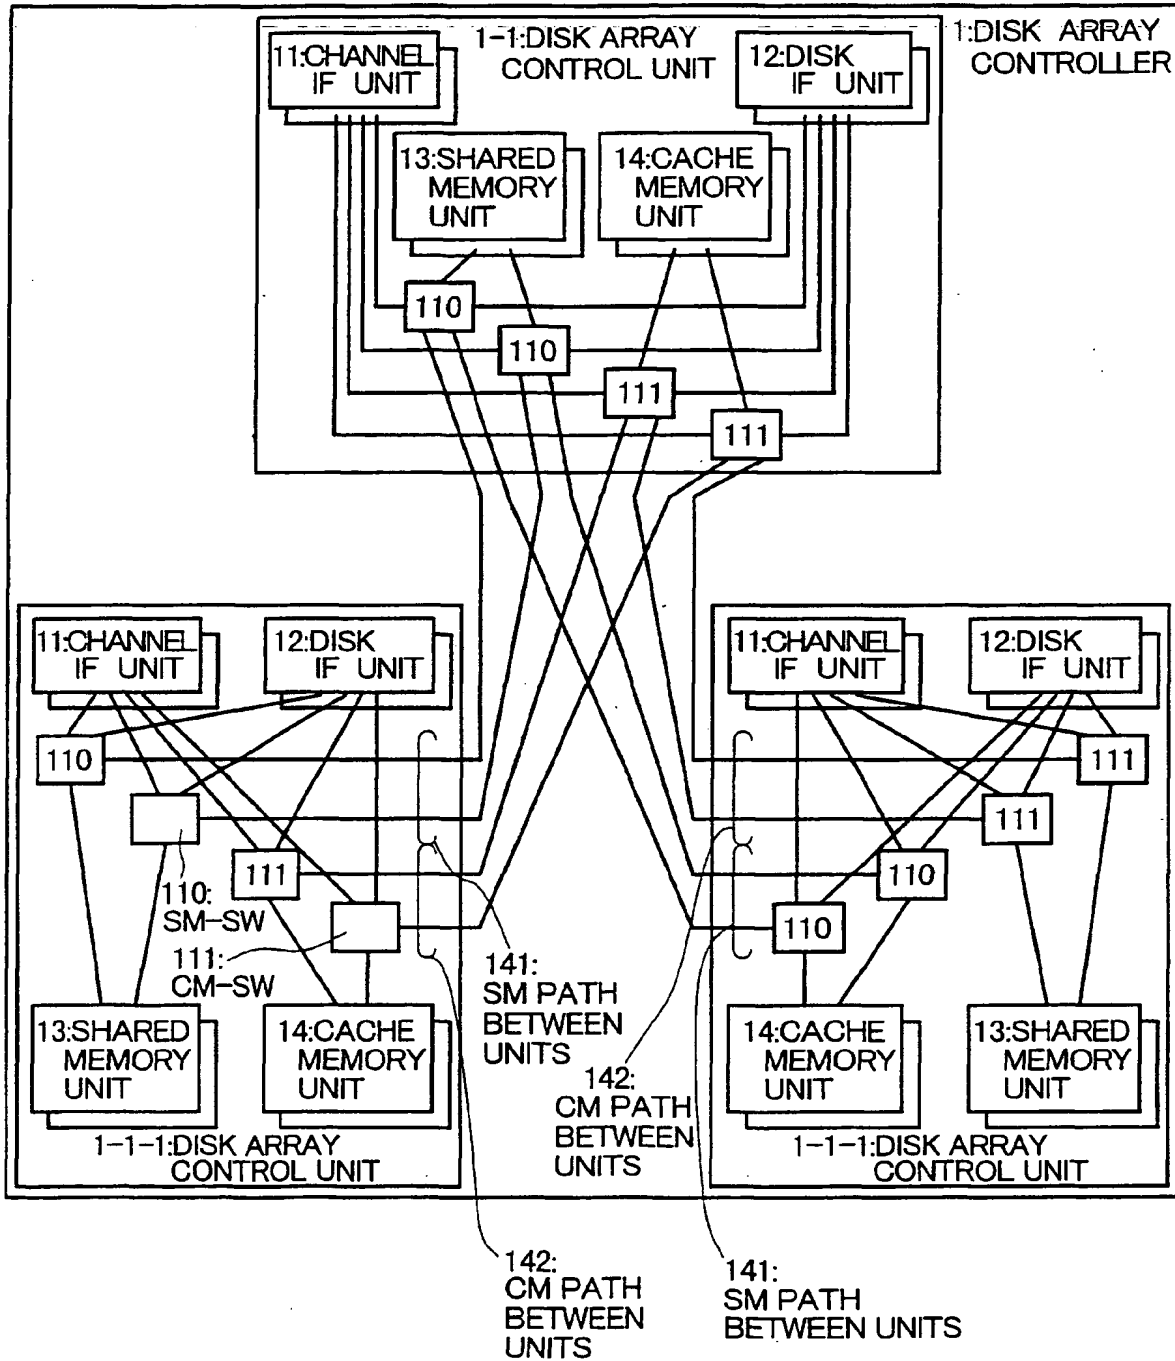 1-1:DISK ARRAY
CONTROL UNIT
1:DISK ARRAY
CONTROLLER
11:CHANNEL
IF UNIT
12:DISK
IF UNIT
13:SHARED
MEMORY
UNIT
14:CACHE
MEMORY
UNIT
110
110
111
111
11:CHANNEL
IF UNIT
12:DISK
IF UNIT
110
111
110:
SM-SW
111:
CM-SW
13:SHARED
MEMORY
UNIT
14:CACHE
MEMORY
UNIT
1-1-1:DISK ARRAY
CONTROL UNIT
141:
SM PATH
BETWEEN
UNITS
142:
CM PATH
BETWEEN
UNITS
11:CHANNEL
IF UNIT
12:DISK
IF UNIT
111
111
110
110
14:CACHE
MEMORY
UNIT
13:SHARED
MEMORY
UNIT
1-1-1:DISK ARRAY
CONTROL UNIT
142:
CM PATH
BETWEEN
UNITS
141:
SM PATH
BETWEEN UNITS